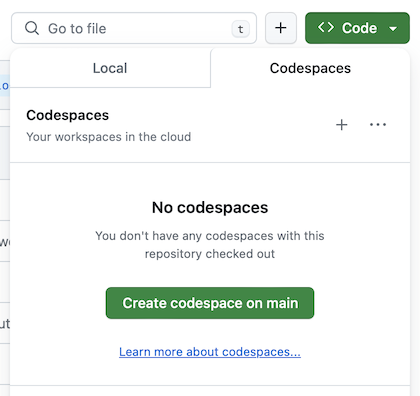 Go to file
t
Code
Local
Codespaces
Codespaces
Your workspaces in the cloud
No codespaces
You don't have any codespaces with this
repository checked out
Create codespace on main
Learn more about codespaces...